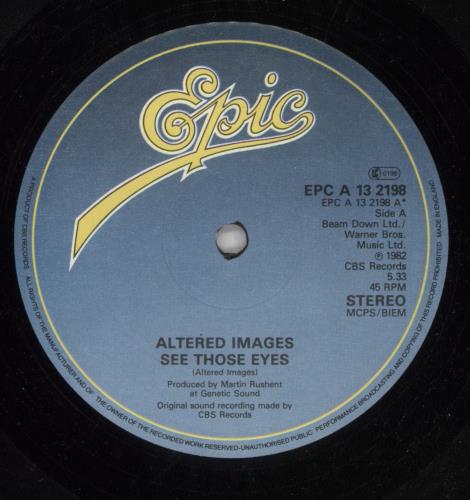 Epic
LC 0199
EPC A 13 2198
EPC A 13 2198 A*
Side A
Beam Down Ltd./
Warner Bros.
Music Ltd.
℗ 1982
CBS Records
5.33
45 RPM
STEREO
MCPS/BIEM
ALTERED IMAGES
SEE THOSE EYES
(Altered Images)
Produced by Martin Rushent
at Genetic Sound
Original sound recording made by
CBS Records
A PRODUCT OF CBS RECORDS. ALL RIGHTS OF THE MANUFACTURER AND OF THE OWNER OF THE RECORDED WORK RESERVED-UNAUTHORISED PUBLIC PERFORMANCE BROADCASTING AND COPYING OF THIS RECORD PROHIBITED MADE IN ENGLAND.